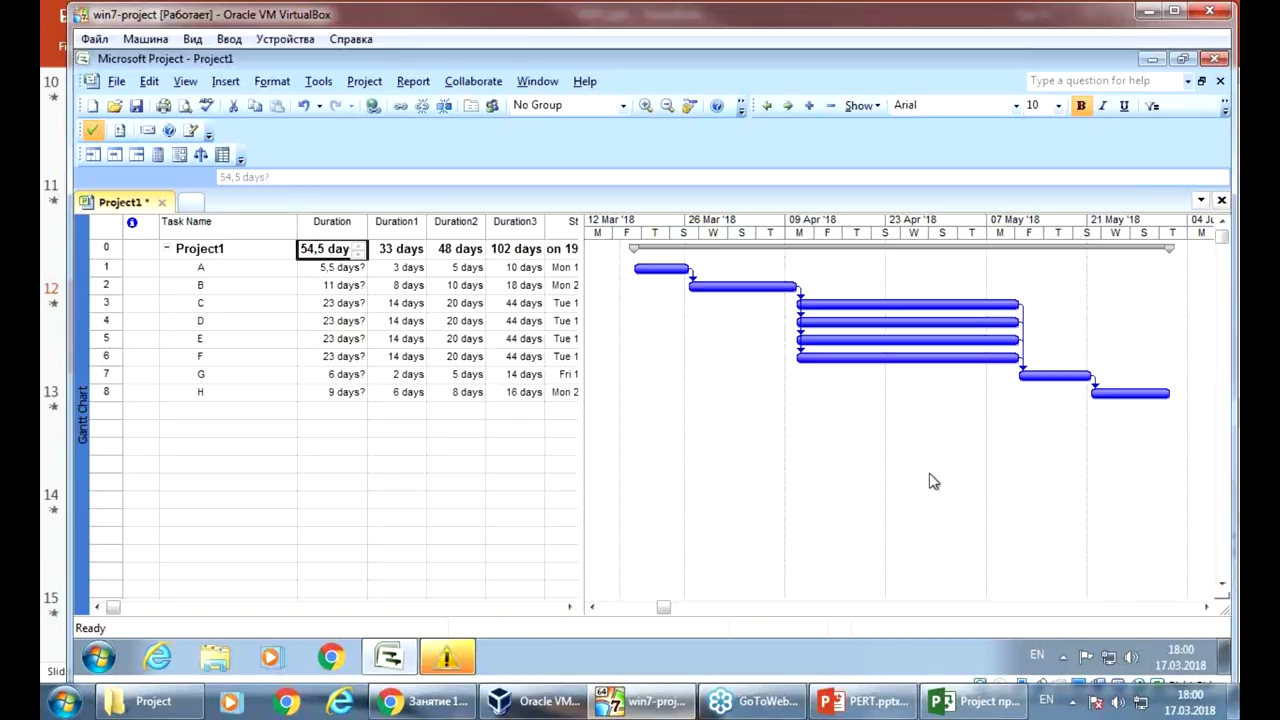 win7-project [Работает] - Oracle VM VirtualBox
Файл Машина Вид Ввод Устройства Справка
Microsoft Project - Project1
File Edit View Insert Format Tools Project Report Collaborate Window Help
Type a question for help
No Group Show Arial 10 B I U
54,5 days?
Project1 *
Task Name Duration Duration1 Duration2 Duration3 St
12 Mar '18 26 Mar '18 09 Apr '18 23 Apr '18 07 May '18 21 May '18 04 Ju
M F T S W S M F T S W S M F T S W S M
0 Project1 54,5 day 33 days 48 days 102 days on 19
1 A 5,5 days? 3 days 5 days 10 days Mon 1
2 B 11 days? 8 days 10 days 18 days Mon 2
3 C 23 days? 14 days 20 days 44 days Tue 1
4 D 23 days? 14 days 20 days 44 days Tue 1
5 E 23 days? 14 days 20 days 44 days Tue 1
6 F 23 days? 14 days 20 days 44 days Tue 1
7 G 6 days? 2 days 5 days 14 days Fri 1
8 H 9 days? 6 days 8 days 16 days Mon 2
Gantt Chart
10
11
12
13
14
15
Ready
EN 18:00
17.03.2018
Slid
Project Занятие 1... Oracle VM... win7-proj... GoToWeb... PERT.pptx... Project пр...
EN 18:00
17.03.2018